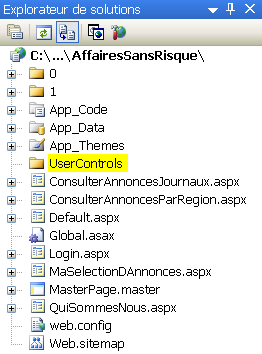 Explorateur de solutions
C:\...\AffairesSansRisque\
0
1
App_Code
App_Data
App_Themes
UserControls
ConsulterAnnoncesJournaux.aspx
ConsulterAnnoncesParRegion.aspx
Default.aspx
Global.asax
Login.aspx
MaSelectionDAnnonces.aspx
MasterPage.master
QuiSommesNous.aspx
web.config
Web.sitemap